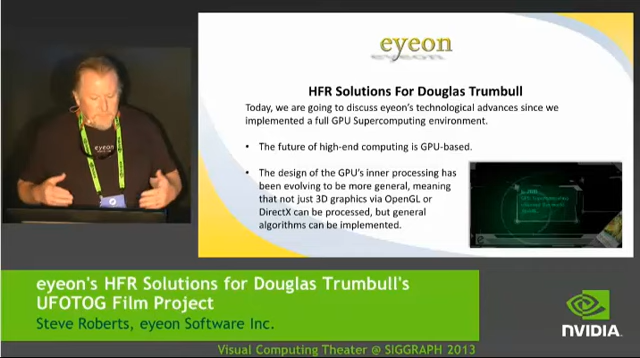 eyeon
HFR Solutions For Douglas Trumbull
Today, we are going to discuss eyeon's technological advances since we
implemented a full GPU Supercomputing environment.
• The future of high-end computing is GPU-based.
• The design of the GPU's inner processing has
been evolving to be more general, meaning
that not just 3D graphics via OpenGL or
DirectX can be processed, but general
algorithms can be implemented.
eyeon
eyeon's HFR Solutions for Douglas Trumbull's
UFOTOG Film Project
Steve Roberts, eyeon Software Inc.
NVIDIA
Visual Computing Theater @ SIGGRAPH 2013